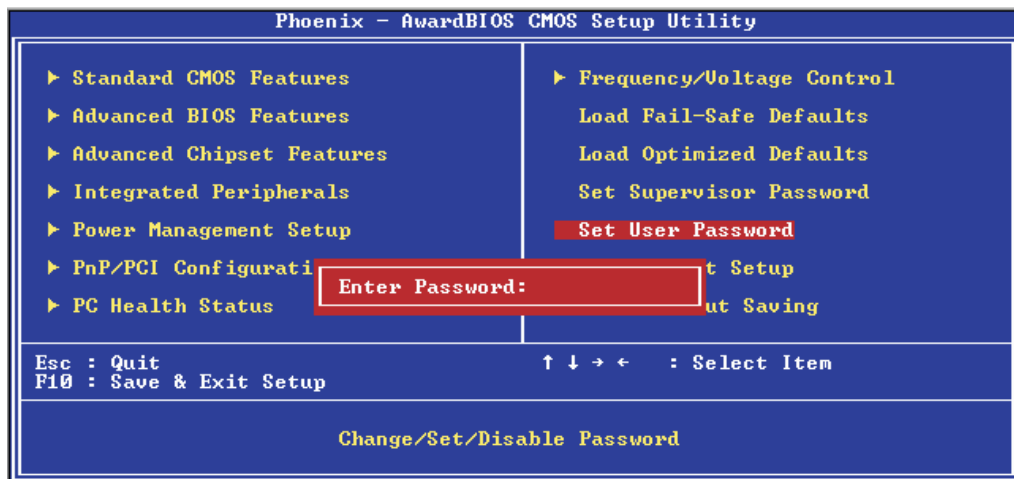 Phoenix - AwardBIOS CMOS Setup Utility
Standard CMOS Features
Advanced BIOS Features
Advanced Chipset Features
Integrated Peripherals
Power Management Setup
PnP/PCI Configurati
PC Health Status
Frequency/Voltage Control
Load Fail-Safe Defaults
Load Optimized Defaults
Set Supervisor Password
Set User Password
t Setup
ut Saving
Enter Password:
Esc : Quit
F10 : Save & Exit Setup
↑ ↓ → ← : Select Item
Change/Set/Disable Password